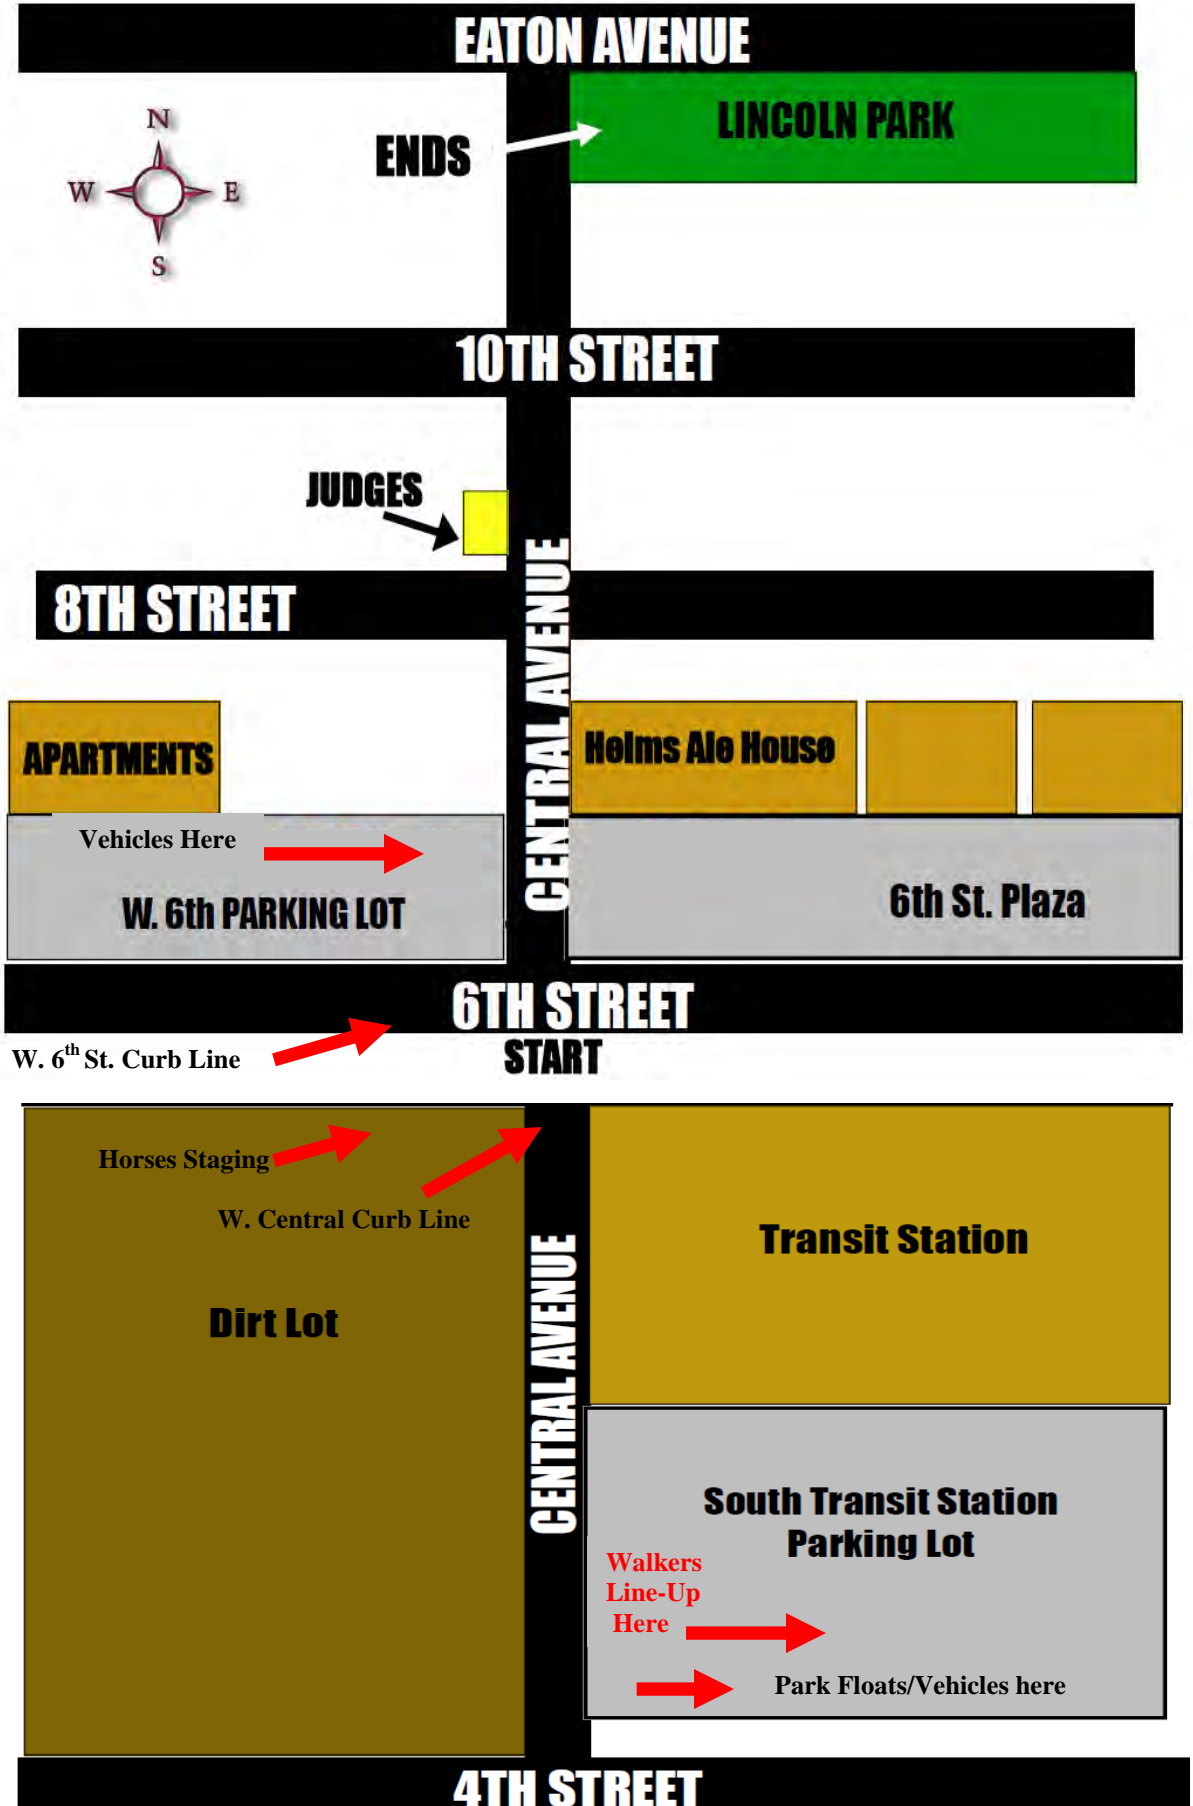 EATON AVENUE
LINCOLN PARK
N
ENDS
W E
S
10TH STREET
JUDGES
CENTRAL AVENUE
8TH STREET
APARTMENTS
Helms Ale House
Vehicles Here
W. 6th PARKING LOT
6th St. Plaza
6TH STREET
START
W. 6th St. Curb Line
Horses Staging
W. Central Curb Line
Transit Station
CENTRAL AVENUE
Dirt Lot
South Transit Station
Parking Lot
Walkers
Line-Up
Here
Park Floats/Vehicles here
4TH STREET